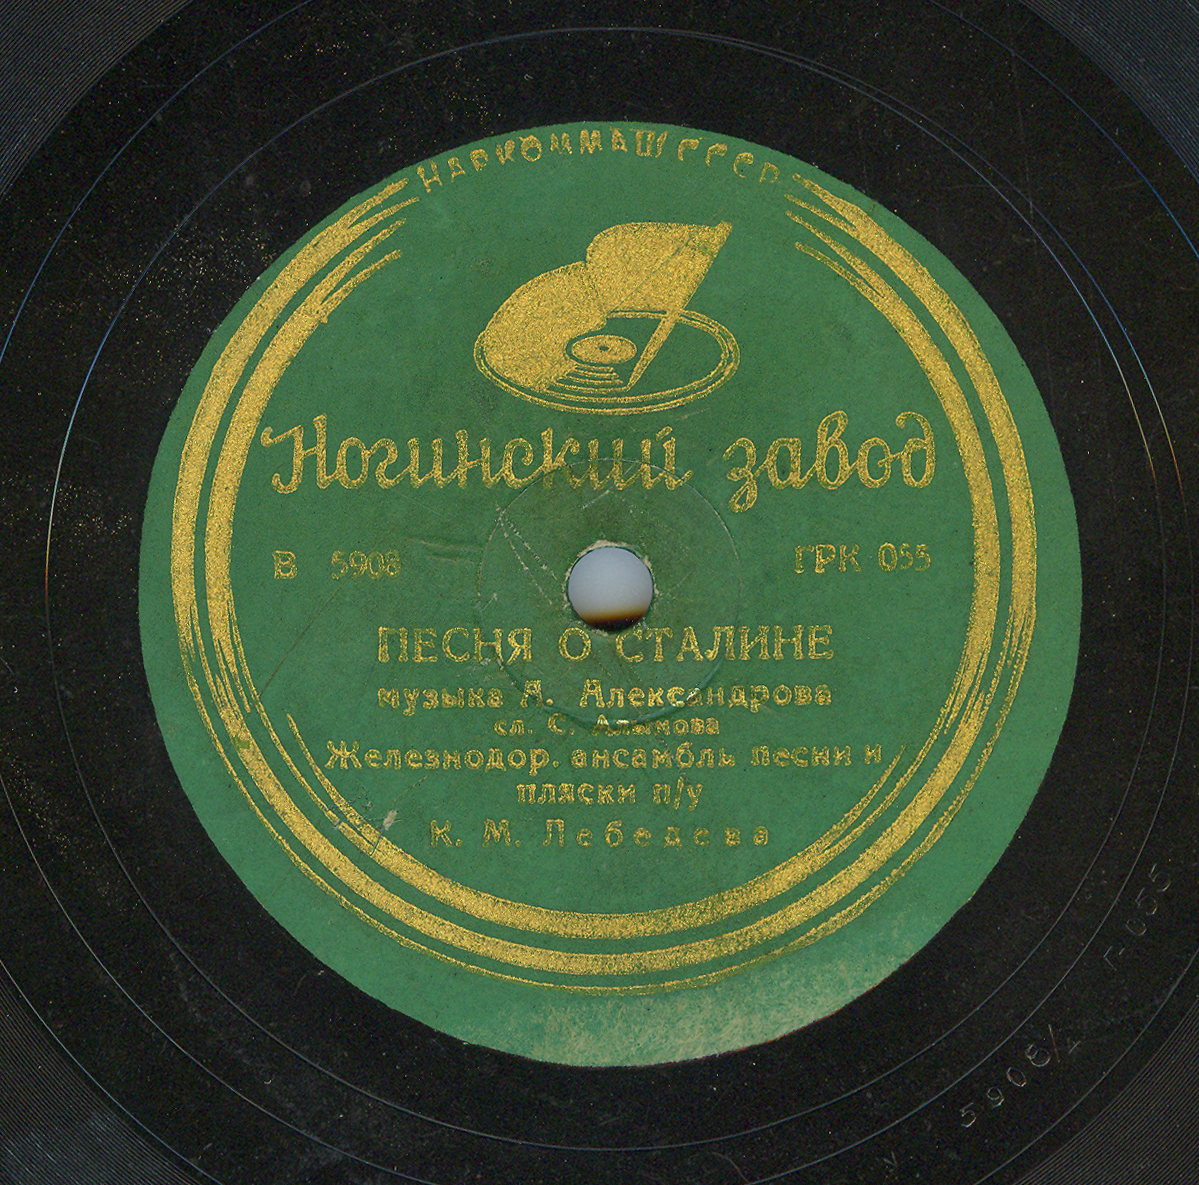 НАРКОММАШ СССР
Ногинский завод
В 5908 ГРК 055
ПЕСНЯ О СТАЛИНЕ
музыка А. Александрова
сл. С. Алымова
Железнодор. ансамбль песни и
пляски п/у
К. М. Лебедева
5908/ Г-055